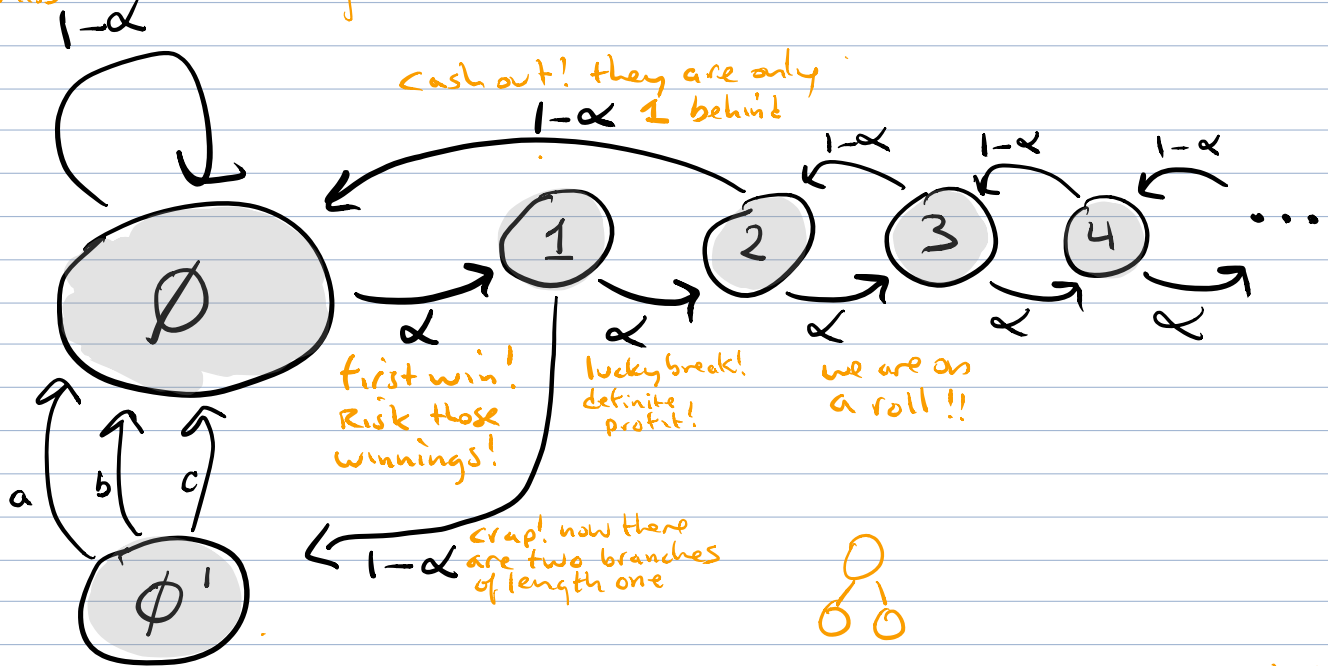 1-α
cash out! they are only
1-α 1 behind
1-α
1-α
1-α
∅
1
2
3
4
...
α
α
α
α
α
first win!
Risk those
winnings!
lucky break!
definite
profit!
we are on
a roll!!
a
b
c
1-α
crap! now there
are two branches
of length one
∅'